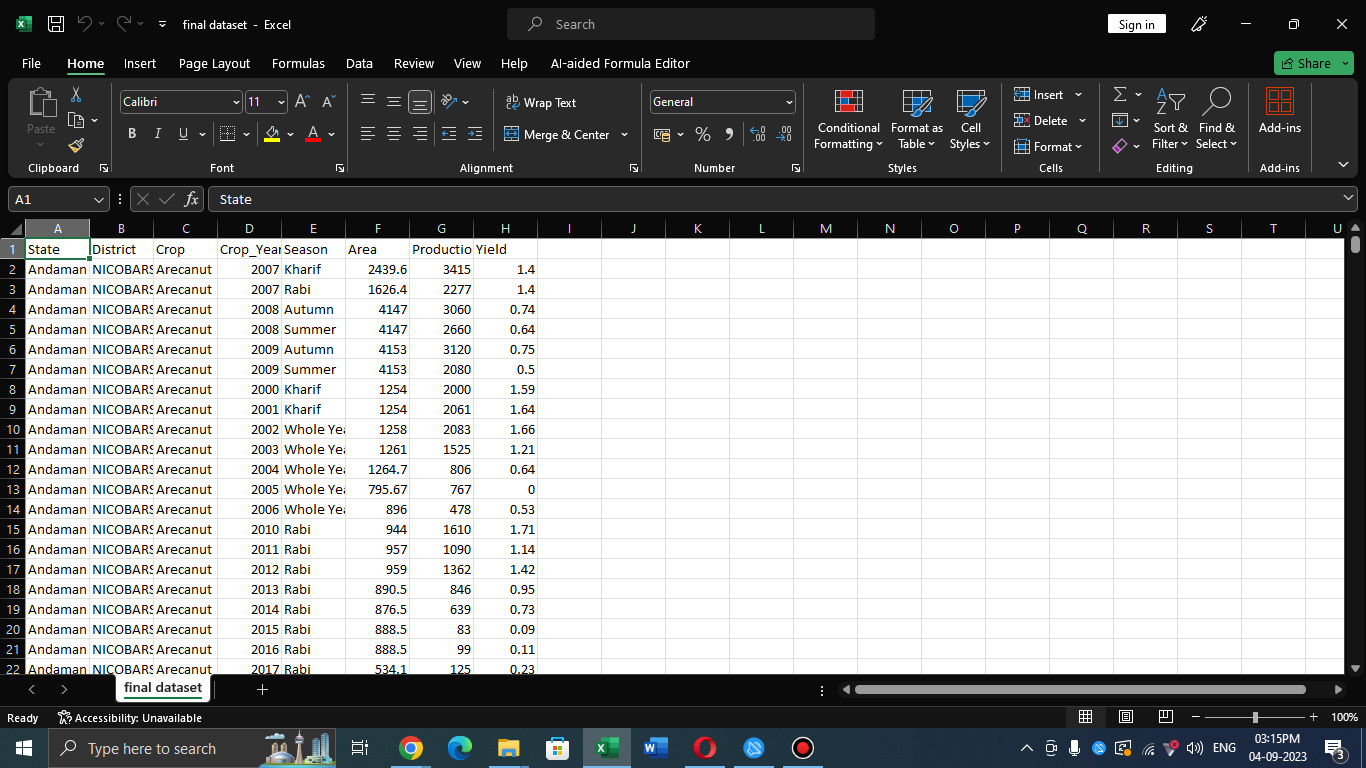 final dataset - Excel
Search
Sign in
File Home Insert Page Layout Formulas Data Review View Help AI-aided Formula Editor
Share
Paste
Calibri 11
B I U
Wrap Text
Merge & Center
General
Conditional Formatting
Format as Table
Cell Styles
Insert
Delete
Format
Sort & Filter
Find & Select
Add-ins
Clipboard Font Alignment Number Styles Cells Editing Add-ins
A1 fx State
A B C D E F G H I J K L M N O P Q R S T U
1 State District Crop Crop_Year Season Area Productio Yield
2 Andaman NICOBARS Arecanut 2007 Kharif 2439.6 3415 1.4
3 Andaman NICOBARS Arecanut 2007 Rabi 1626.4 2277 1.4
4 Andaman NICOBARS Arecanut 2008 Autumn 4147 3060 0.74
5 Andaman NICOBARS Arecanut 2008 Summer 4147 2660 0.64
6 Andaman NICOBARS Arecanut 2009 Autumn 4153 3120 0.75
7 Andaman NICOBARS Arecanut 2009 Summer 4153 2080 0.5
8 Andaman NICOBARS Arecanut 2000 Kharif 1254 2000 1.59
9 Andaman NICOBARS Arecanut 2001 Kharif 1254 2061 1.64
10 Andaman NICOBARS Arecanut 2002 Whole Yea 1258 2083 1.66
11 Andaman NICOBARS Arecanut 2003 Whole Yea 1261 1525 1.21
12 Andaman NICOBARS Arecanut 2004 Whole Yea 1264.7 806 0.64
13 Andaman NICOBARS Arecanut 2005 Whole Yea 795.67 767 0
14 Andaman NICOBARS Arecanut 2006 Whole Yea 896 478 0.53
15 Andaman NICOBARS Arecanut 2010 Rabi 944 1610 1.71
16 Andaman NICOBARS Arecanut 2011 Rabi 957 1090 1.14
17 Andaman NICOBARS Arecanut 2012 Rabi 959 1362 1.42
18 Andaman NICOBARS Arecanut 2013 Rabi 890.5 846 0.95
19 Andaman NICOBARS Arecanut 2014 Rabi 876.5 639 0.73
20 Andaman NICOBARS Arecanut 2015 Rabi 888.5 83 0.09
21 Andaman NICOBARS Arecanut 2016 Rabi 888.5 99 0.11
22 Andaman NICOBARS Arecanut 2017 Rabi 534.1 125 0.23
final dataset
Ready Accessibility: Unavailable 100%
Type here to search
ENG
03:15PM
04-09-2023
3